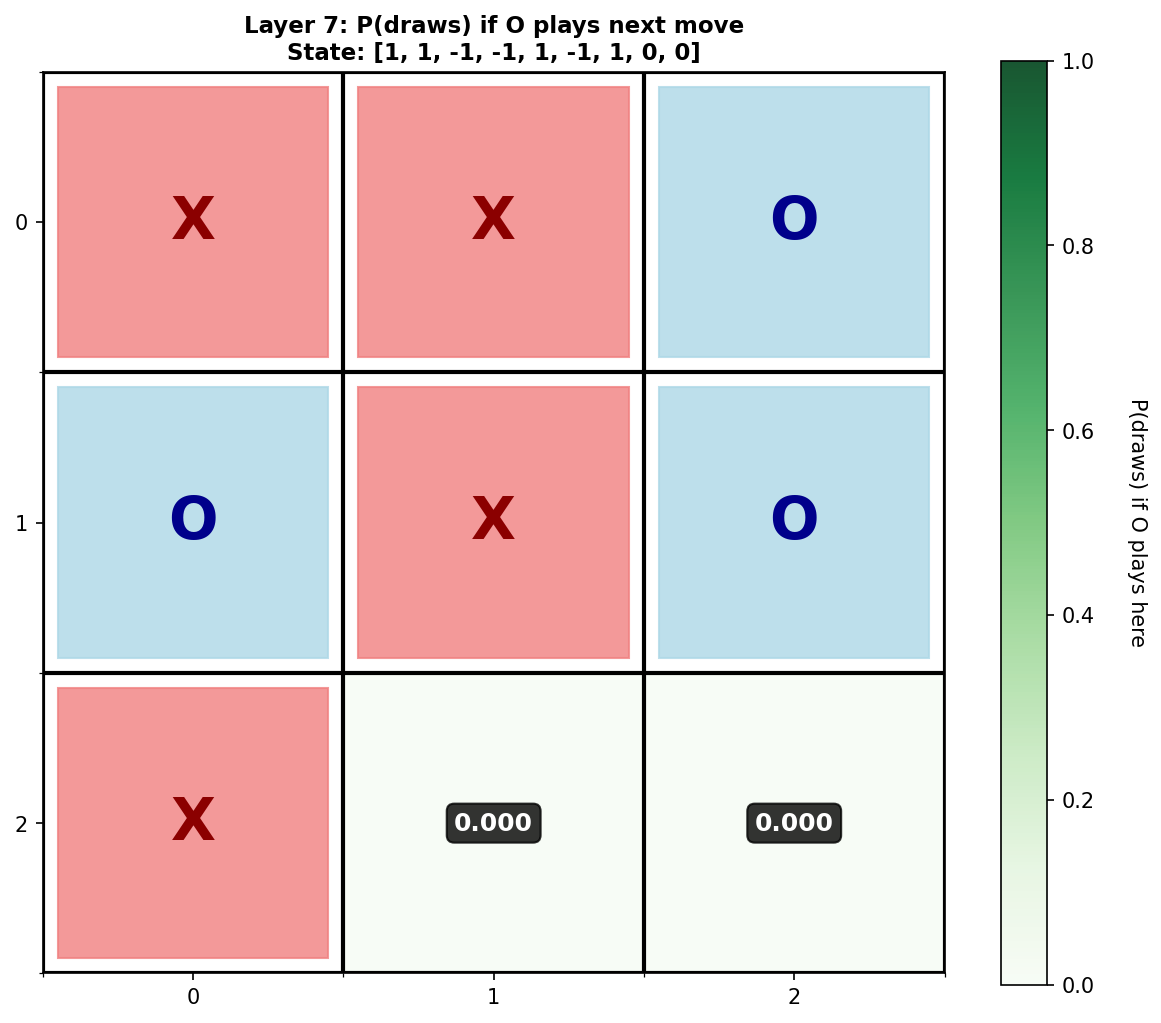 Layer 7: P(draws) if O plays next move
State: [1, 1, -1, -1, 1, -1, 1, 0, 0]
X X O
O X O
X 0.000 0.000
0
1
2
0 1 2
1.0
0.8
0.6
0.4
0.2
0.0
P(draws) if O plays here